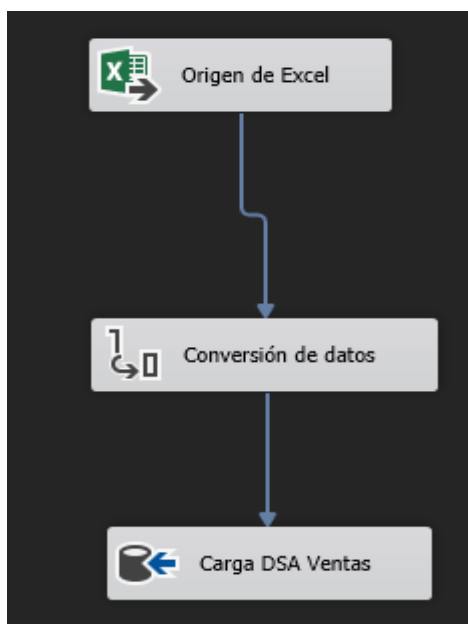 Origen de Excel
Conversión de datos
Carga DSA Ventas